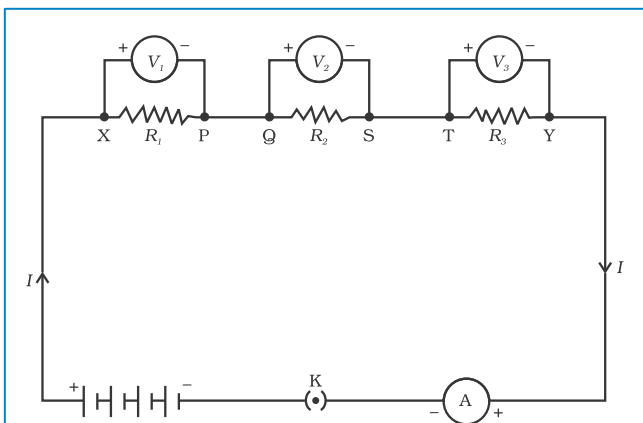 + V₁ − + V₂ − + V₃ −
X R₁ P Q R₂ S T R₃ Y
I I
+ − K
− A +